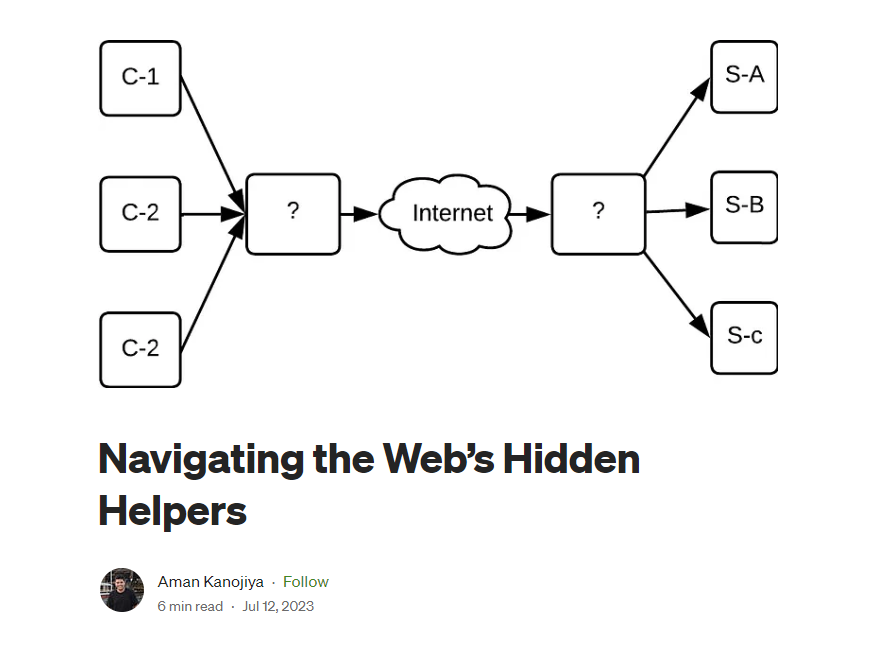 C-1
S-A
C-2
?
Internet
?
S-B
C-2
S-c
Navigating the Web’s Hidden
Helpers
Aman Kanojiya · Follow
6 min read · Jul 12, 2023